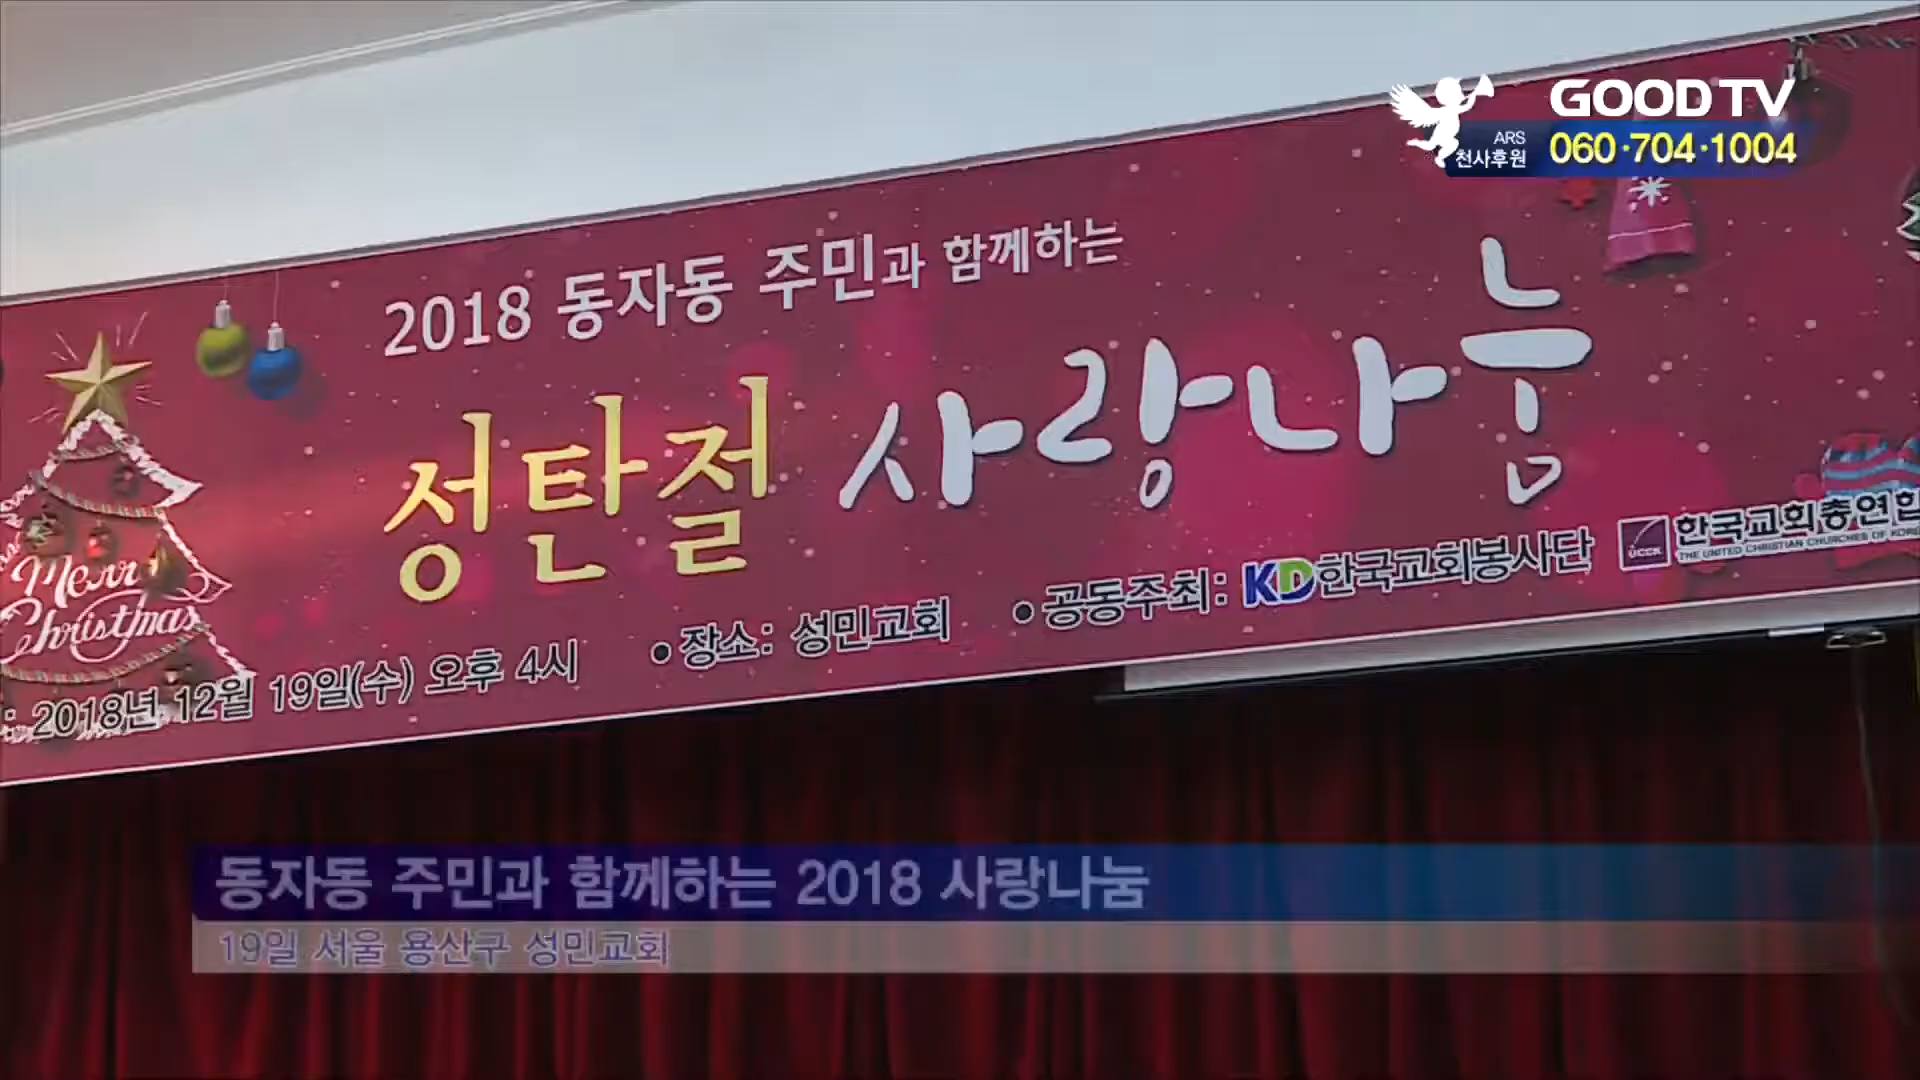 GOOD TV
ARS
천사후원 060·704·1004
2018 동자동 주민과 함께하는
성탄절 사랑나눔
Merry
Christmas
: 2018년 12월 19일(수) 오후 4시 • 장소: 성민교회 • 공동주최: KD한국교회봉사단 UCCK 한국교회총연합
THE UNITED CHRISTIAN CHURCHES OF KOREA
동자동 주민과 함께하는 2018 사랑나눔
19일 서울 용산구 성민교회